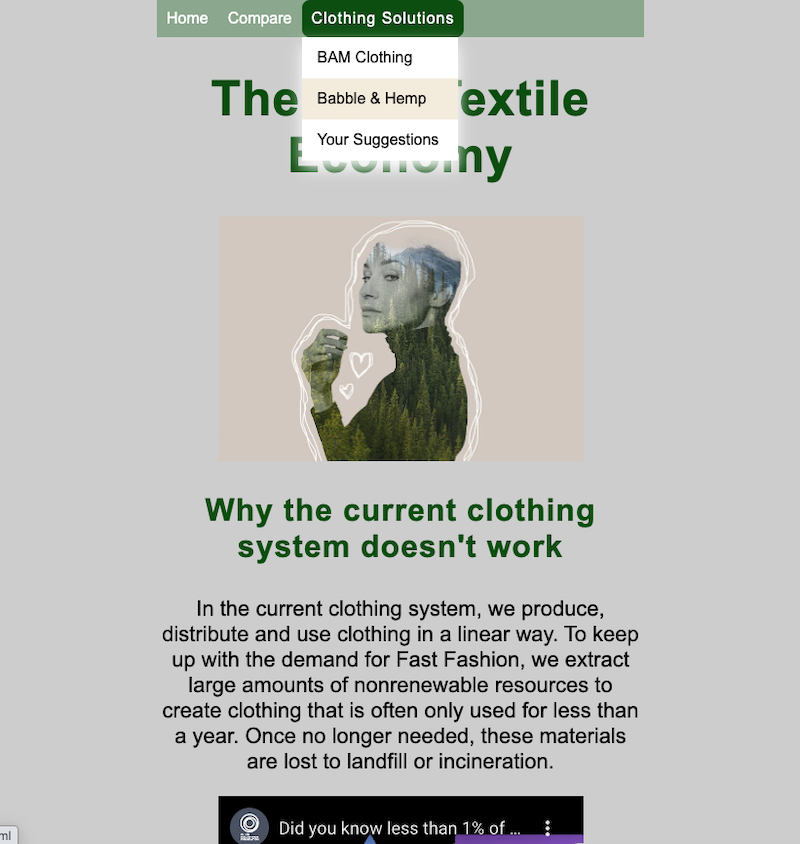 Home Compare Clothing Solutions
BAM Clothing
The extile
Babble & Hemp
Your Suggestions
Economy
Why the current clothing
system doesn't work
In the current clothing system, we produce,
distribute and use clothing in a linear way. To keep
up with the demand for Fast Fashion, we extract
large amounts of nonrenewable resources to
create clothing that is often only used for less than
a year. Once no longer needed, these materials
are lost to landfill or incineration.
Did you know less than 1% of ...
ml